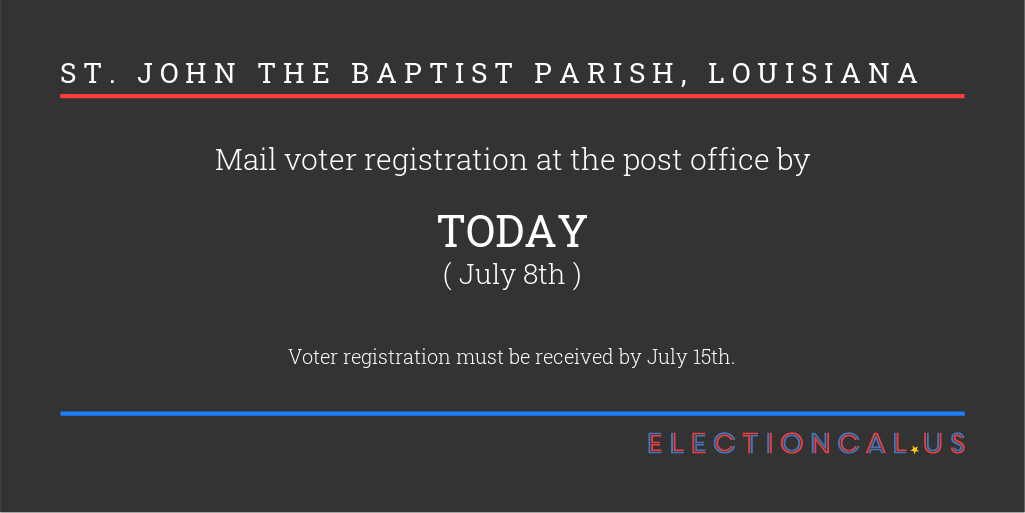 ST. JOHN THE BAPTIST PARISH, LOUISIANA
Mail voter registration at the post office by
TODAY
( July 8th )
Voter registration must be received by July 15th.
ELECTIONCAL★US